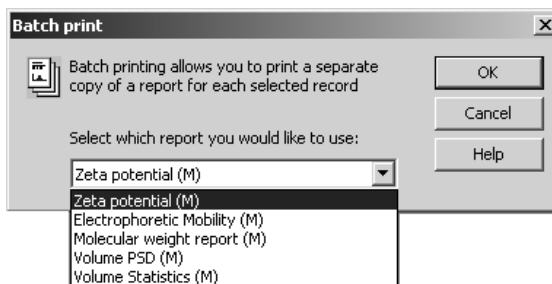 Batch print
Batch printing allows you to print a separate
copy of a report for each selected record
OK
Cancel
Help
Select which report you would like to use:
Zeta potential (M)
Zeta potential (M)
Electrophoretic Mobility (M)
Molecular weight report (M)
Volume PSD (M)
Volume Statistics (M)